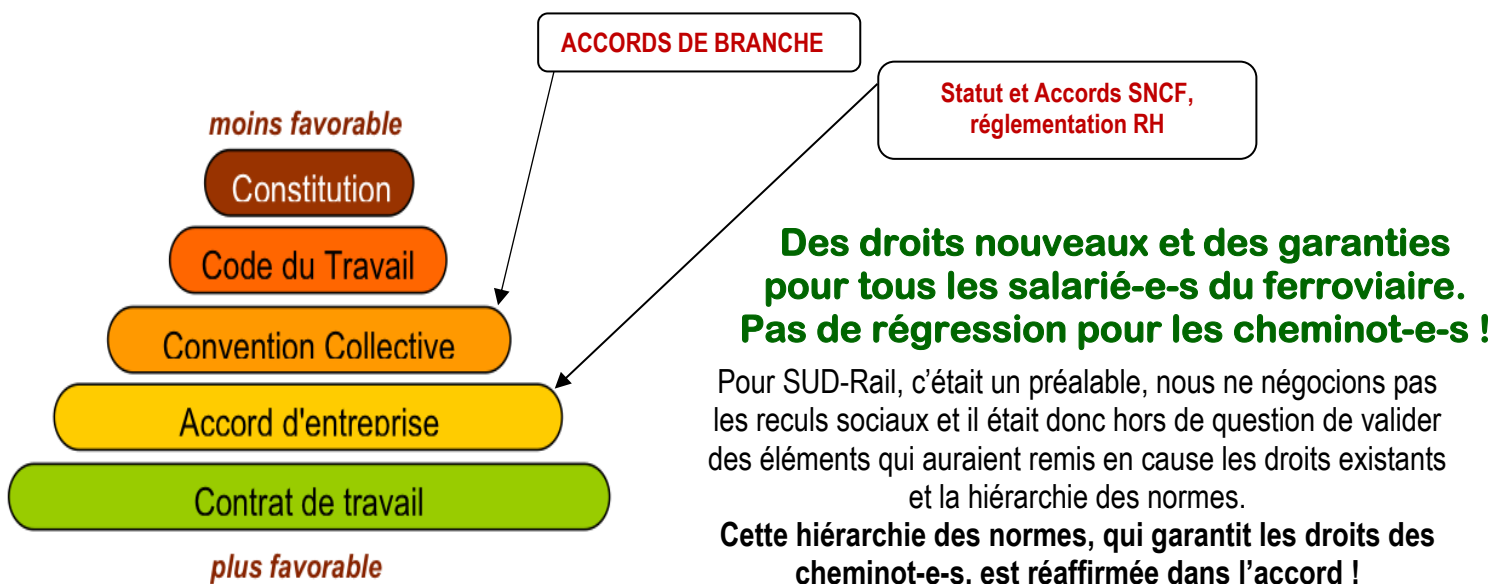 ACCORDS DE BRANCHE
Statut et Accords SNCF,
réglementation RH
moins favorable
Constitution
Code du Travail
Convention Collective
Accord d'entreprise
Contrat de travail
plus favorable
Des droits nouveaux et des garanties
pour tous les salarié-e-s du ferroviaire.
Pas de régression pour les cheminot-e-s !
Pour SUD-Rail, c’était un préalable, nous ne négocions pas
les reculs sociaux et il était donc hors de question de valider
des éléments qui auraient remis en cause les droits existants
et la hiérarchie des normes.
Cette hiérarchie des normes, qui garantit les droits des
cheminot-e-s, est réaffirmée dans l’accord !